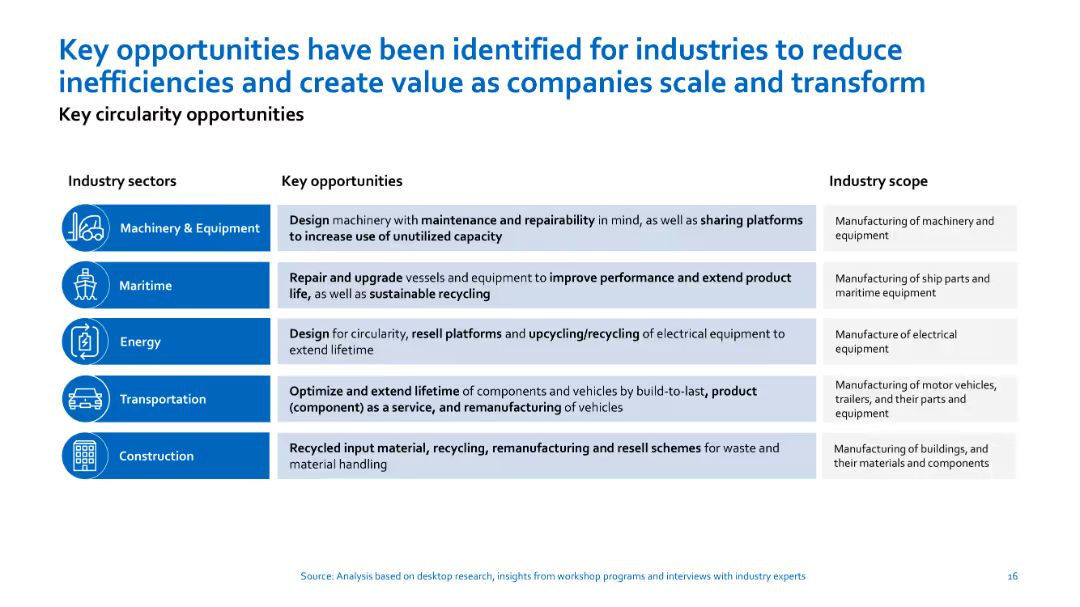 Key opportunities have been identified for industries to reduce
inefficiencies and create value as companies scale and transform
Key circularity opportunities
Industry sectors
Key opportunities
Industry scope
Machinery & Equipment
Design machinery with maintenance and repairability in mind, as well as sharing platforms
to increase use of unutilized capacity
Manufacturing of machinery and
equipment
Maritime
Repair and upgrade vessels and equipment to improve performance and extend product
life, as well as sustainable recycling
Manufacturing of ship parts and
maritime equipment
Energy
Design for circularity, resell platforms and upcycling/recycling of electrical equipment to
extend lifetime
Manufacture of electrical
equipment
Transportation
Optimize and extend lifetime of components and vehicles by build-to-last, product
(component) as a service, and remanufacturing of vehicles
Manufacturing of motor vehicles,
trailers, and their parts and
equipment
Construction
Recycled input material, recycling, remanufacturing and resell schemes for waste and
material handling
Manufacturing of buildings, and
their materials and components
Source: Analysis based on desktop research, insights from workshop programs and interviews with industry experts
16